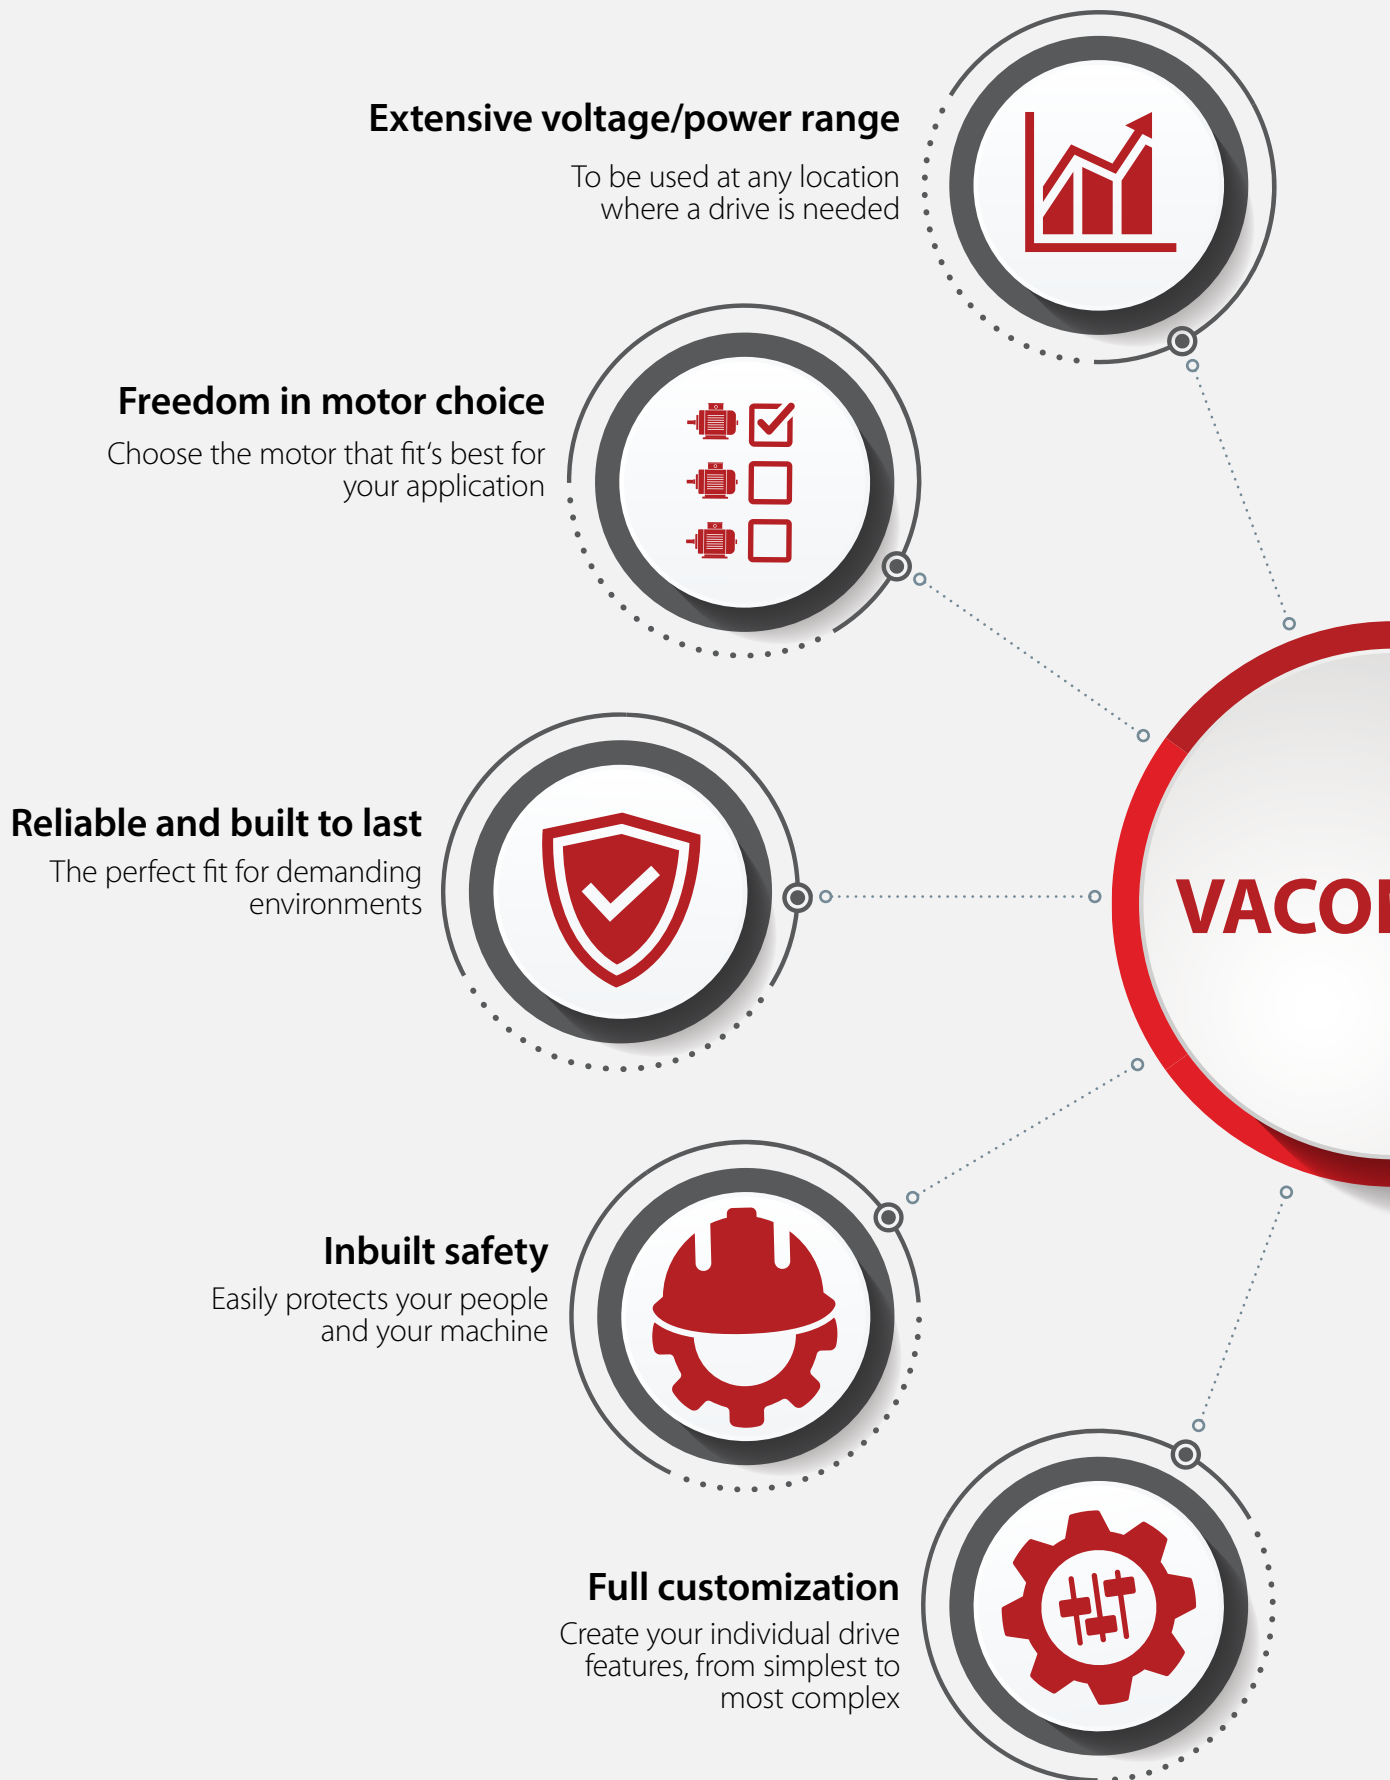 Extensive voltage/power range
To be used at any location
where a drive is needed
Freedom in motor choice
Choose the motor that fit‘s best for
your application
Reliable and built to last
The perfect fit for demanding
environments
VACO
Inbuilt safety
Easily protects your people
and your machine
Full customization
Create your individual drive
features, from simplest to
most complex